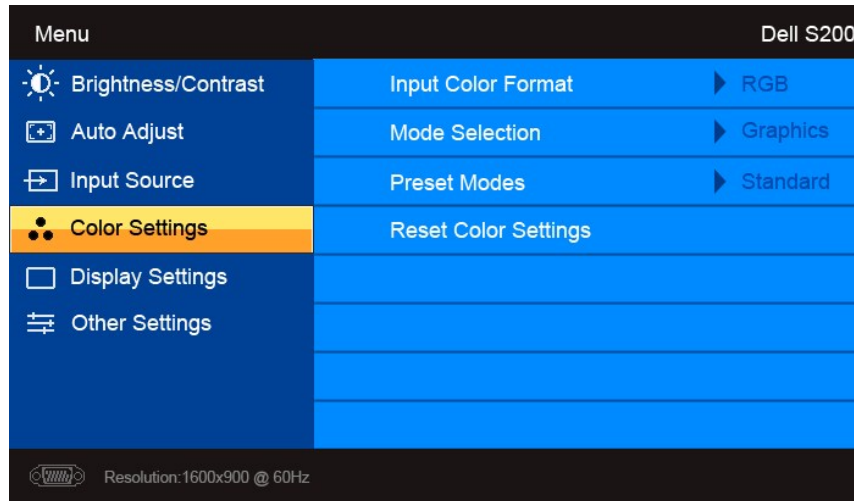 Menu Dell S200
Brightness/Contrast Input Color Format RGB
Auto Adjust Mode Selection Graphics
Input Source Preset Modes Standard
Color Settings Reset Color Settings
Display Settings
Other Settings
Resolution:1600x900 @ 60Hz